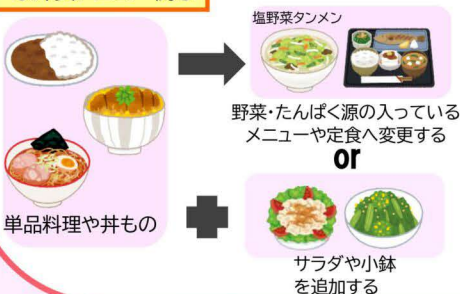 塩野菜タンメン
野菜・たんぱく源の入っている
メニューや定食へ変更する
or
単品料理や丼もの
サラダや小鉢
を追加する